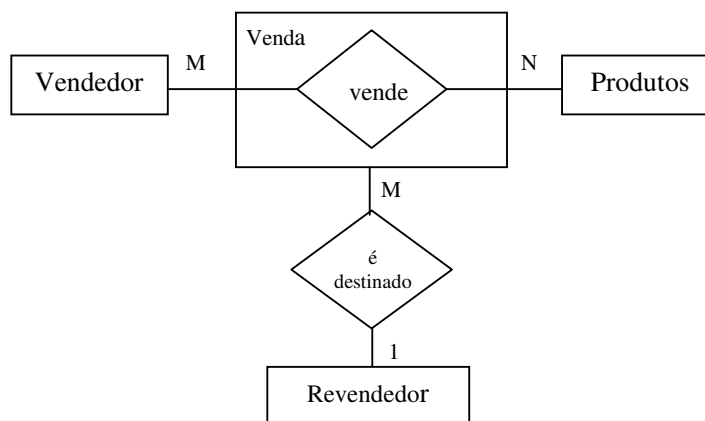 Venda
Vendedor
M
vende
N
Produtos
M
é
destinado
1
Revendedor